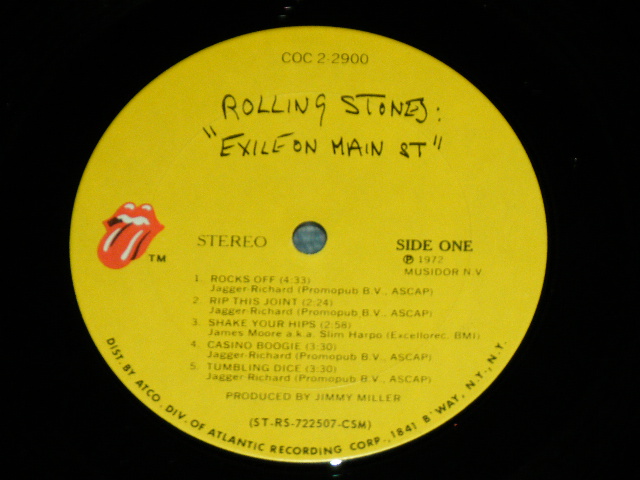 COC 2-2900
ROLLING STONES:
"EXILE ON MAIN ST"
STEREO
SIDE ONE
Ⓟ 1972
MUSIDOR N.V.
1. ROCKS OFF (4:33)
Jagger-Richard (Promopub B.V., ASCAP)
2. RIP THIS JOINT (2:24)
Jagger-Richard (Promopub B.V., ASCAP)
3. SHAKE YOUR HIPS (2:58)
James Moore a.k.a. Slim Harpo (Excellorec, BMI)
4. CASINO BOOGIE (3:30)
Jagger-Richard (Promopub B.V., ASCAP)
5. TUMBLING DICE (3:30)
Jagger-Richard (Promopub B.V., ASCAP)
PRODUCED BY JIMMY MILLER
(ST-RS-722507-CSM)
TM
DIST. BY ATCO. DIV. OF ATLANTIC RECORDING CORP., 1841 B'WAY, N.Y., N.Y.